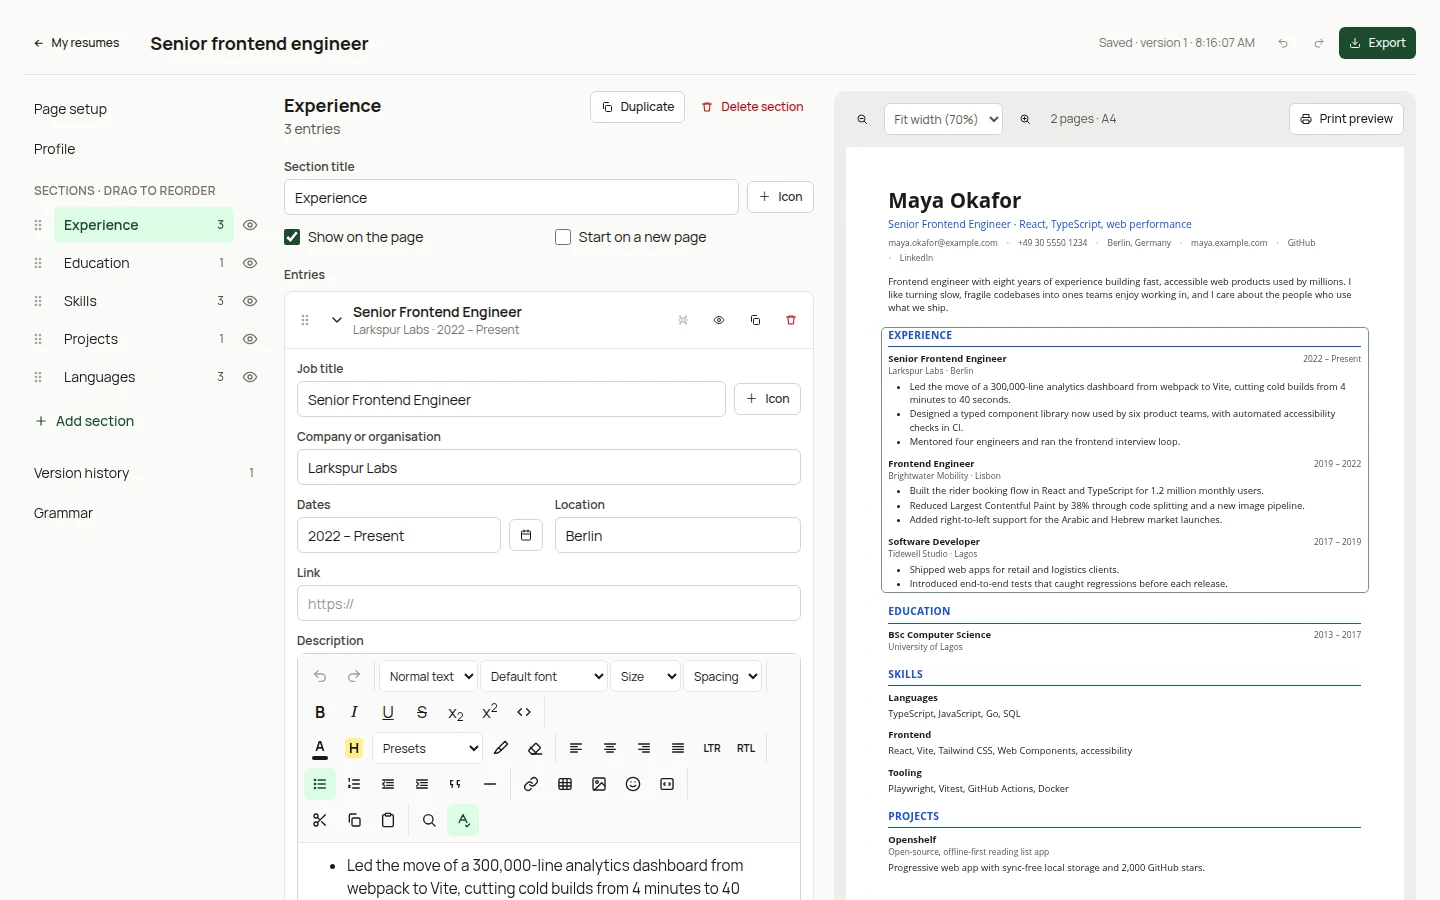 My resumes
Senior frontend engineer
Saved · version 1 · 8:16:07 AM
Export
Page setup
Profile
SECTIONS · DRAG TO REORDER
Experience 3
Education 1
Skills 3
Projects 1
Languages 3
Add section
Version history 1
Grammar
Experience
3 entries
Duplicate
Delete section
Section title
Experience
Icon
Show on the page
Start on a new page
Entries
Senior Frontend Engineer
Larkspur Labs · 2022 – Present
Job title
Senior Frontend Engineer
Icon
Company or organisation
Larkspur Labs
Dates
Location
2022 – Present
Berlin
Link
https://
Description
Normal text
Default font
Size
Spacing
B I U S x2 x2
A H Presets LTR RTL
• Led the move of a 300,000-line analytics dashboard from
webpack to Vite, cutting cold builds from 4 minutes to 40
Fit width (70%)
2 pages · A4
Print preview
Maya Okafor
Senior Frontend Engineer · React, TypeScript, web performance
maya.okafor@example.com · +49 30 5550 1234 · Berlin, Germany · maya.example.com · GitHub
· LinkedIn
Frontend engineer with eight years of experience building fast, accessible web products used by millions. I
like turning slow, fragile codebases into ones teams enjoy working in, and I care about the people who use
what we ship.
EXPERIENCE
Senior Frontend Engineer 2022 – Present
Larkspur Labs · Berlin
• Led the move of a 300,000-line analytics dashboard from webpack to Vite, cutting cold builds from 4
minutes to 40 seconds.
• Designed a typed component library now used by six product teams, with automated accessibility
checks in CI.
• Mentored four engineers and ran the frontend interview loop.
Frontend Engineer 2019 – 2022
Brightwater Mobility · Lisbon
• Built the rider booking flow in React and TypeScript for 1.2 million monthly users.
• Reduced Largest Contentful Paint by 38% through code splitting and a new image pipeline.
• Added right-to-left support for the Arabic and Hebrew market launches.
Software Developer 2017 – 2019
Tidewell Studio · Lagos
• Shipped web apps for retail and logistics clients.
• Introduced end-to-end tests that caught regressions before each release.
EDUCATION
BSc Computer Science 2013 – 2017
University of Lagos
SKILLS
Languages
TypeScript, JavaScript, Go, SQL
Frontend
React, Vite, Tailwind CSS, Web Components, accessibility
Tooling
Playwright, Vitest, GitHub Actions, Docker
PROJECTS
Openshelf
Open-source, offline-first reading list app
Progressive web app with sync-free local storage and 2,000 GitHub stars.